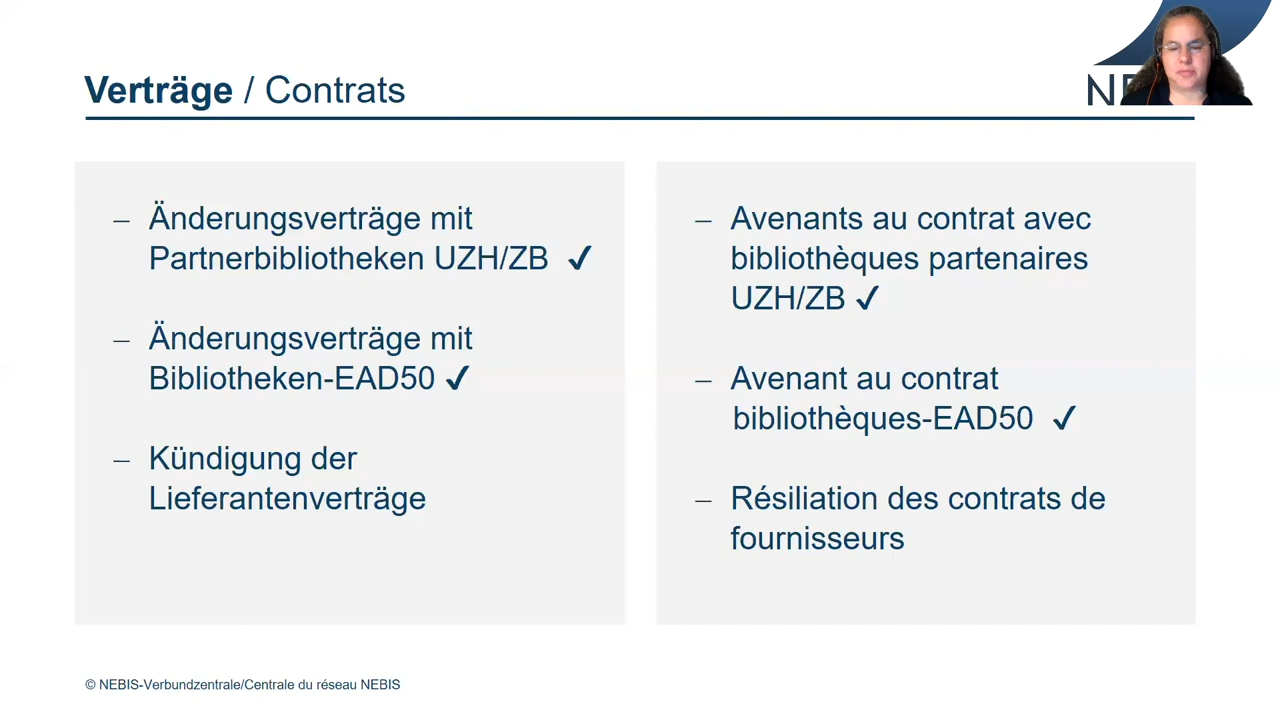 Verträge / Contrats
– Änderungsverträge mit
Partnerbibliotheken UZH/ZB ✓
– Änderungsverträge mit
Bibliotheken-EAD50 ✓
– Kündigung der
Lieferantenverträge
– Avenants au contrat avec
bibliothèques partenaires
UZH/ZB ✓
– Avenant au contrat
bibliothèques-EAD50 ✓
– Résiliation des contrats de
fournisseurs
© NEBIS-Verbundzentrale/Centrale du réseau NEBIS